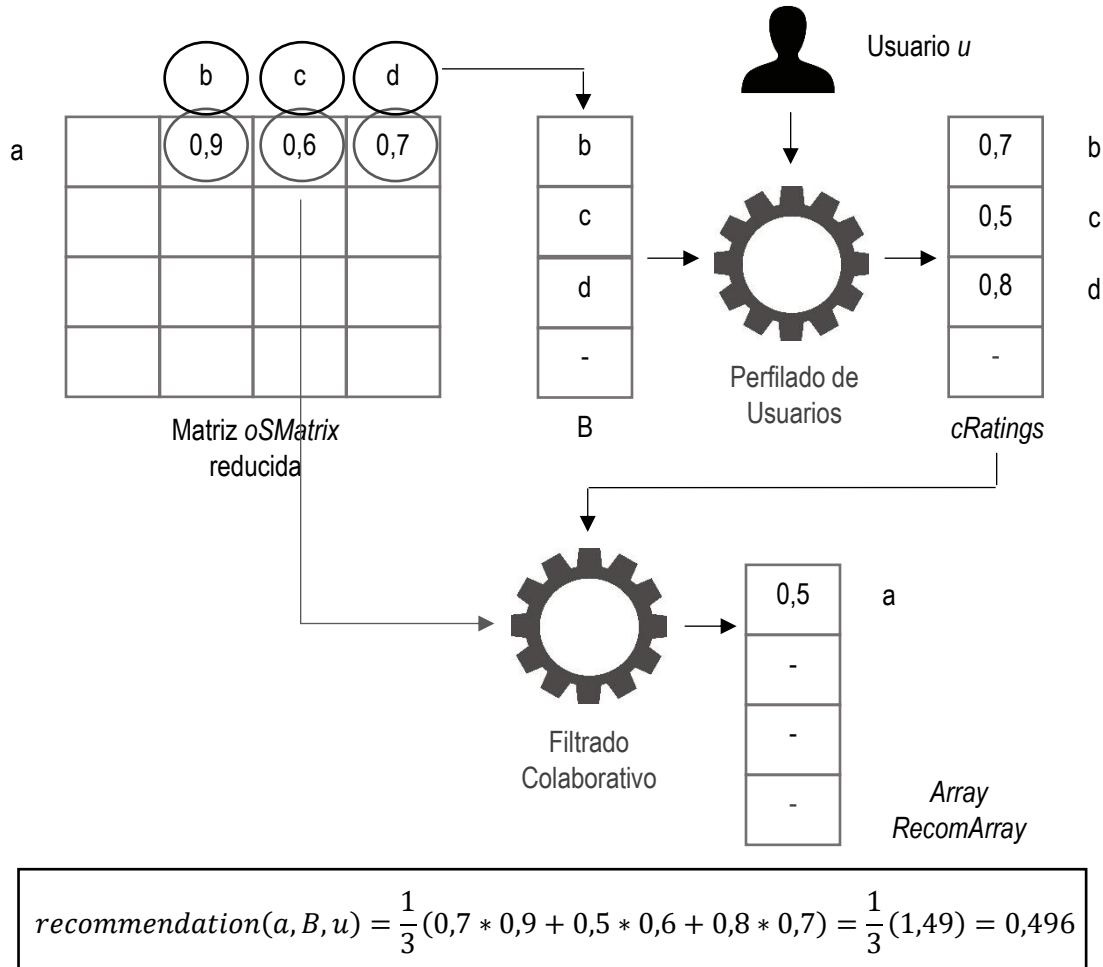 Usuario u
b c d
a 0,9 0,6 0,7 b 0,7 b
c 0,5 c
d 0,8 d
- -
Perfilado de
Usuarios
Matriz oSMatrix
reducida
B
cRatings
0,5 a
-
-
-
Filtrado
Colaborativo
Array
RecomArray
recommendation(a, B, u) = 1/3 (0,7 * 0,9 + 0,5 * 0,6 + 0,8 * 0,7) = 1/3 (1,49) = 0,496